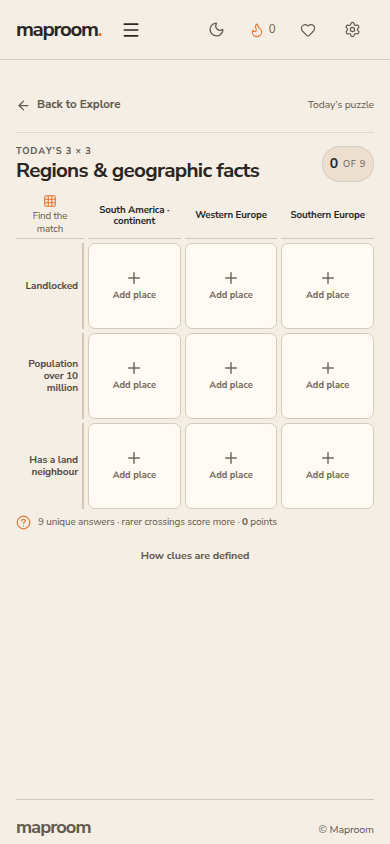 maproom.
0
Back to Explore
Today's puzzle
TODAY'S 3 × 3
Regions & geographic facts
0 OF 9
Find the
match
South America ·
continent
Western Europe
Southern Europe
Landlocked
Add place
Add place
Add place
Population
over 10
million
Add place
Add place
Add place
Has a land
neighbour
Add place
Add place
Add place
9 unique answers · rarer crossings score more · 0 points
How clues are defined
maproom
© Maproom